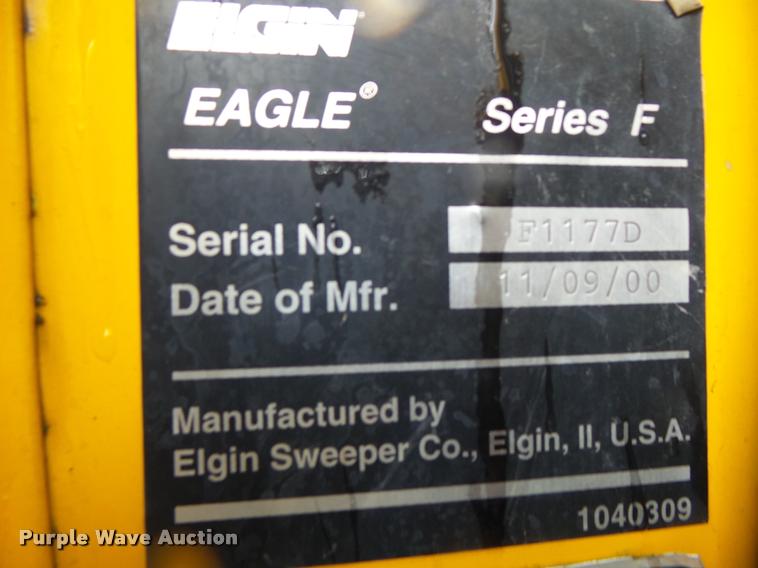 ELGIN
EAGLE® Series F
Serial No. F1177D
Date of Mfr. 11/09/00
Manufactured by
Elgin Sweeper Co., Elgin, Il, U.S.A.
1040309
Purple Wave Auction®